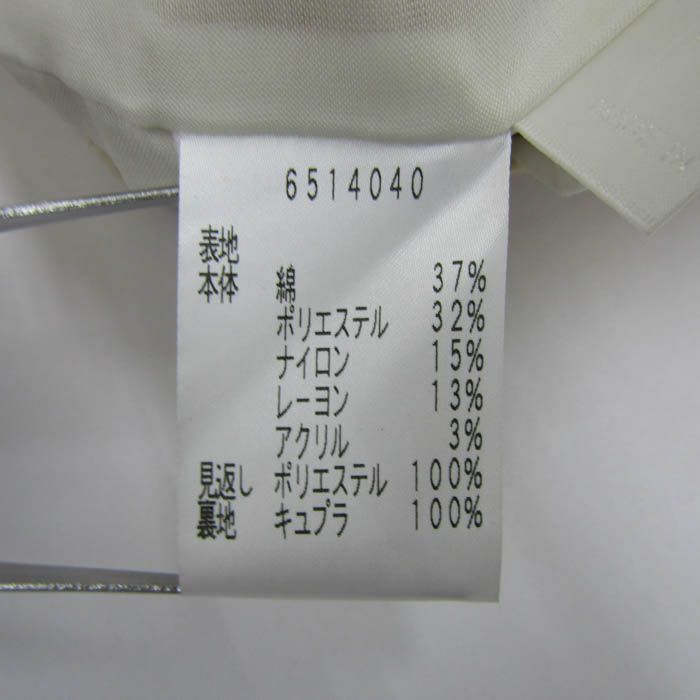 6514040
表地
本体 綿 37%
ポリエステル 32%
ナイロン 15%
レーヨン 13%
アクリル 3%
見返し ポリエステル 100%
裏地 キュプラ 100%